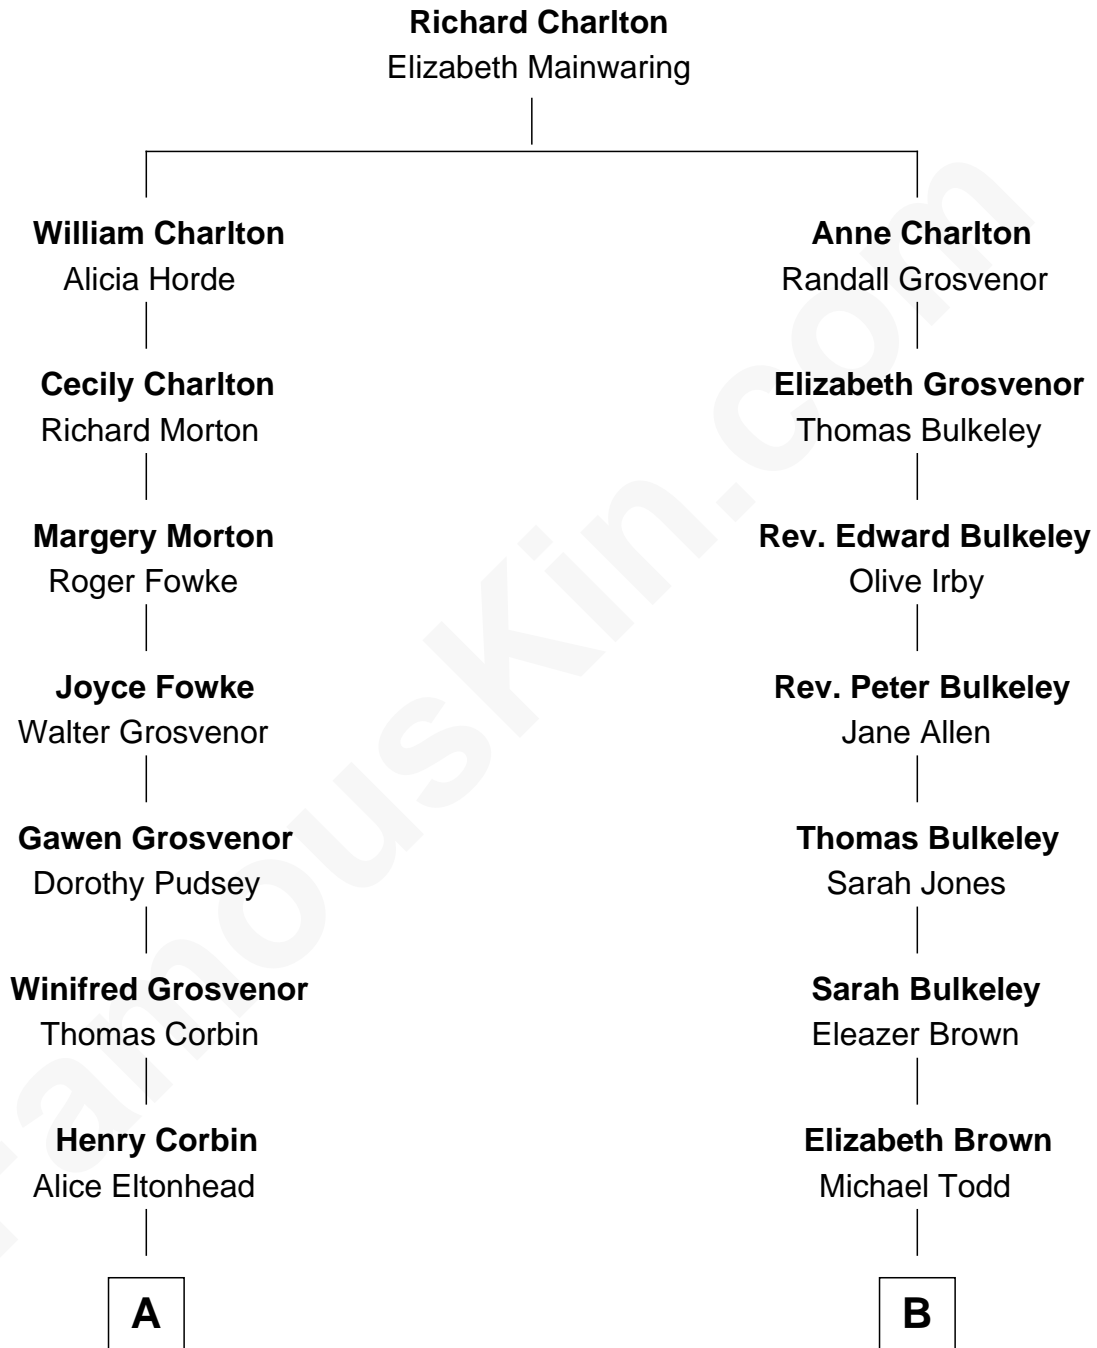 Richard Charlton
Elizabeth Mainwaring
William Charlton
Alicia Horde
Anne Charlton
Randall Grosvenor
Cecily Charlton
Richard Morton
Elizabeth Grosvenor
Thomas Bulkeley
Margery Morton
Roger Fowke
Rev. Edward Bulkeley
Olive Irby
Joyce Fowke
Walter Grosvenor
Rev. Peter Bulkeley
Jane Allen
Gawen Grosvenor
Dorothy Pudsey
Thomas Bulkeley
Sarah Jones
Winifred Grosvenor
Thomas Corbin
Sarah Bulkeley
Eleazer Brown
Henry Corbin
Alice Eltonhead
Elizabeth Brown
Michael Todd
A
B
FamousKin.com